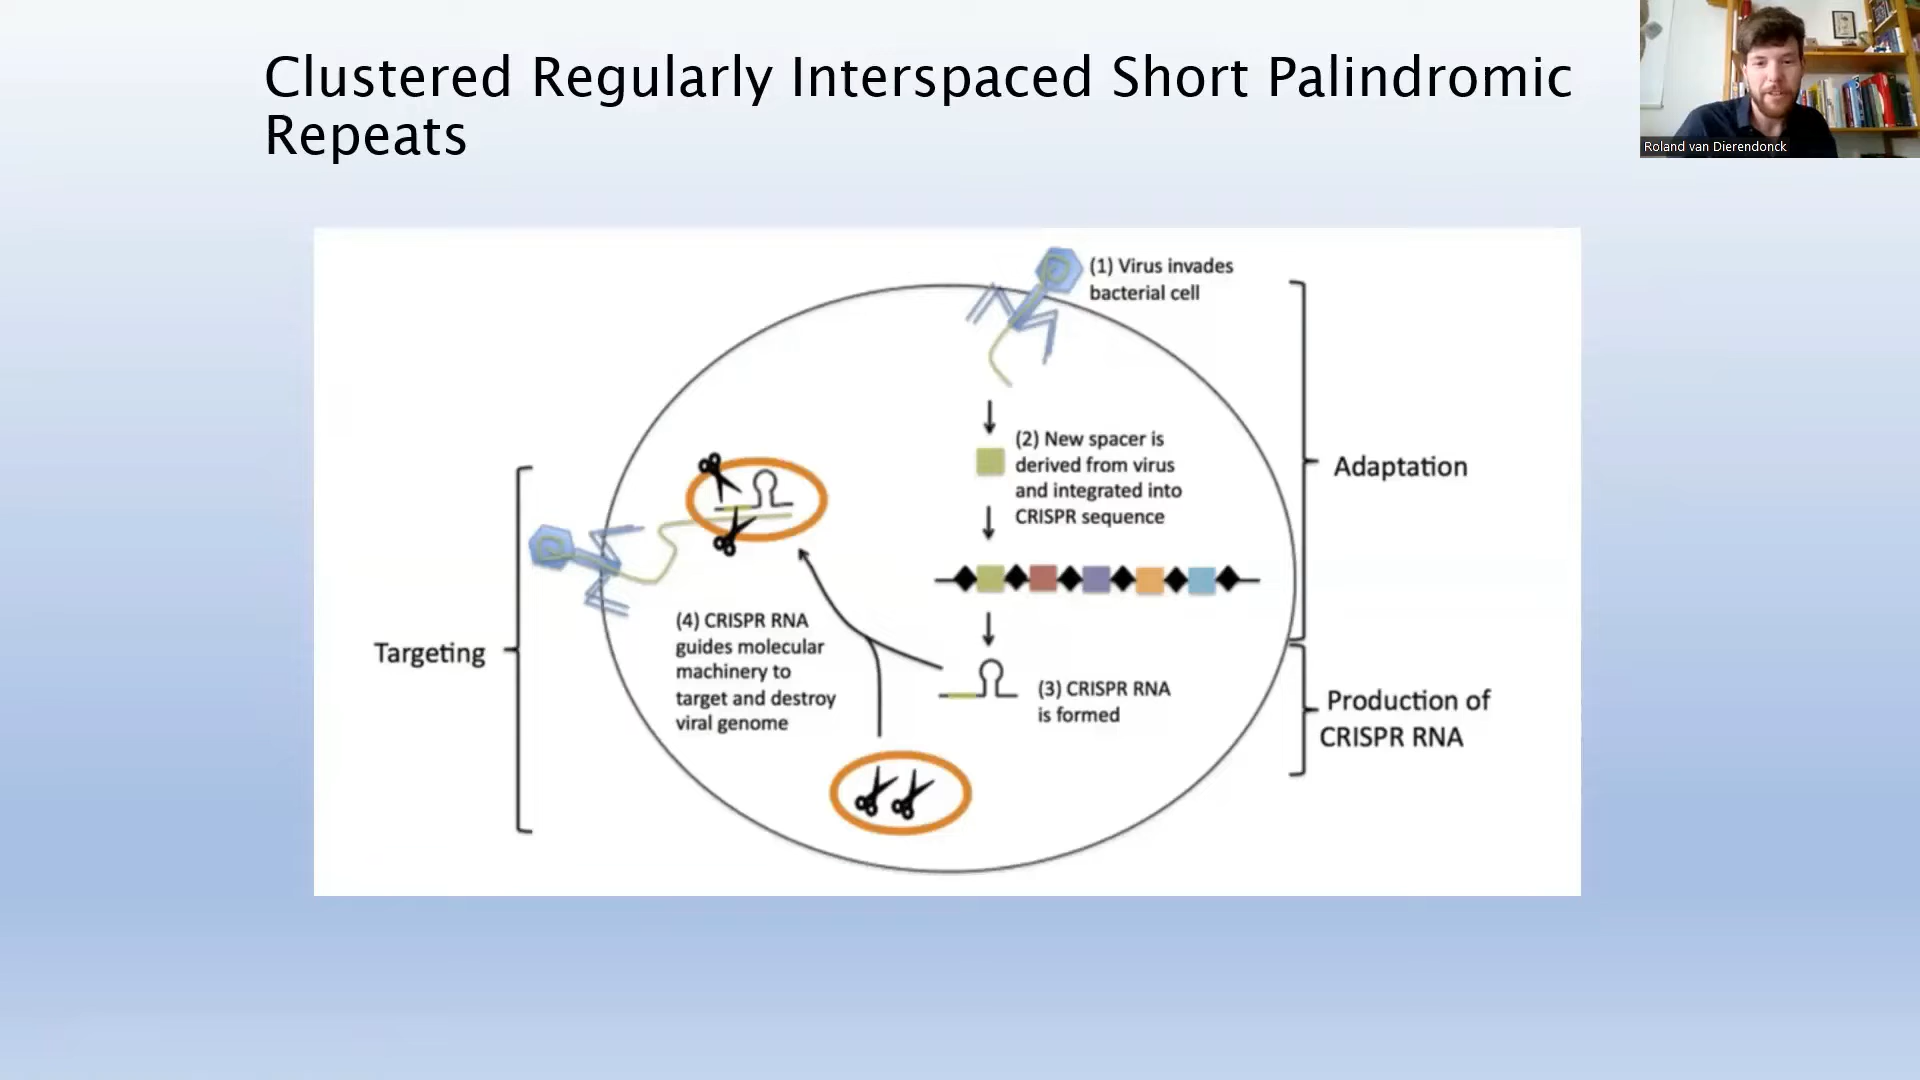 Clustered Regularly Interspaced Short Palindromic
Repeats
Roland van Dierendonck
(1) Virus invades
bacterial cell
(2) New spacer is
derived from virus
and integrated into
CRISPR sequence
Adaptation
(3) CRISPR RNA
is formed
Production of
CRISPR RNA
(4) CRISPR RNA
guides molecular
machinery to
target and destroy
viral genome
Targeting